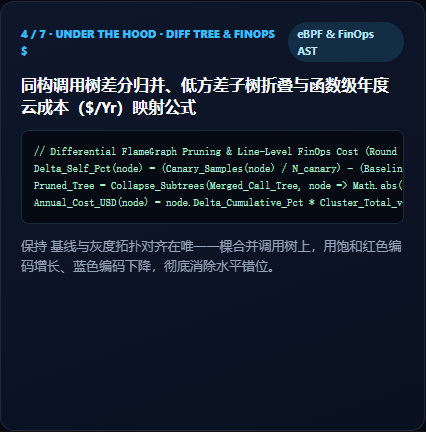 4 / 7 · UNDER THE HOOD · DIFF TREE & FINOPS
$
eBPF & FinOps
AST
同构调用树差分归并、低方差子树折叠与函数级年度
云成本（$/Yr）映射公式
// Differential FlameGraph Pruning & Line-Level FinOps Cost (Round
Delta_Self_Pct(node) = (Canary_Samples(node) / N_canary) − (Baselin
Pruned_Tree = Collapse_Subtrees(Merged_Call_Tree, node => Math.abs(
Annual_Cost_USD(node) = node.Delta_Cumulative_Pct * Cluster_Total_v
保持 基线与灰度拓扑对齐在唯一一棵合并调用树上，用饱和红色编
码增长、蓝色编码下降，彻底消除水平错位。